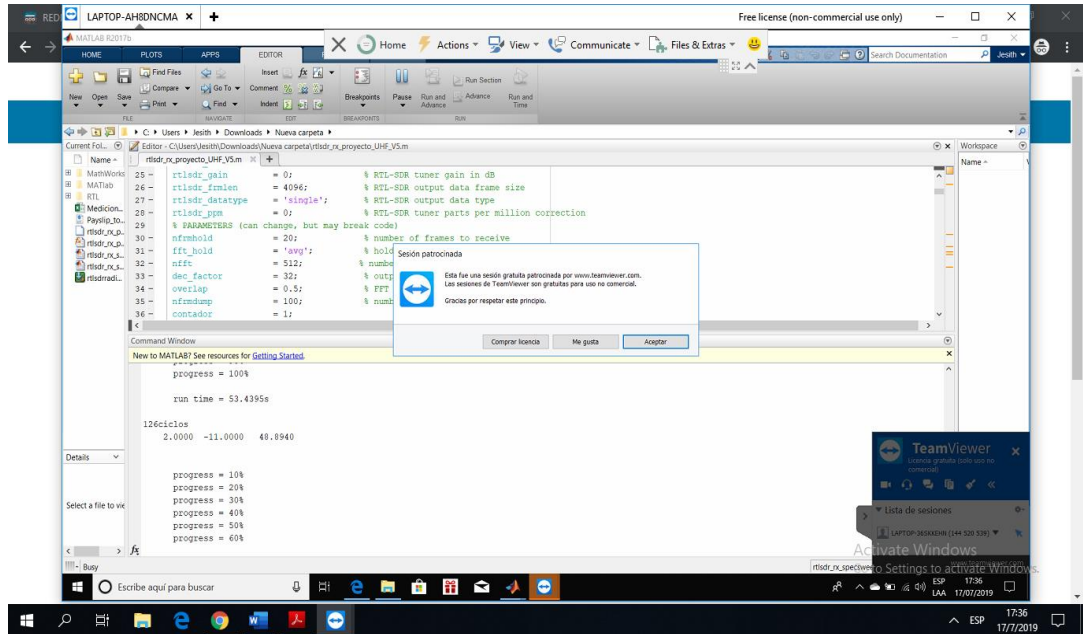 RED
LAPTOP-AH8DNCMA
Free license (non-commercial use only)
MATLAB R2017b
Home
Actions
View
Communicate
Files & Extras
HOME
PLOTS
APPS
EDITOR
Search Documentation
Jesith
Find Files
Insert
fx
Compare
Go To
Comment
Run Section
New
Open
Save
Print
Find
Indent
Breakpoints
Pause
Run and
Advance
Advance
Run and
Time
FILE
NAVIGATE
EDIT
BREAKPOINTS
RUN
C: Users Jesith Downloads Nueva carpeta
Current Fol...
Editor - C:\Users\Jesith\Downloads\Nueva carpeta\rtlsdr_rx_proyecto_UHF_V5.m
Workspace
Name
rtlsdr_rx_proyecto_UHF_V5.m
Name
MathWorks
MATlab
RTL
Medicion...
Payslip_to...
rtlsdr_rx_p...
rtlsdr_rx_p...
rtlsdr_rx_s...
rtlsdr_rx_s...
rtlsdrradi...
25 - rtlsdr_gain = 0; % RTL-SDR tuner gain in dB
26 - rtlsdr_frmlen = 4096; % RTL-SDR output data frame size
27 - rtlsdr_datatype = 'single'; % RTL-SDR output data type
28 - rtlsdr_ppm = 0; % RTL-SDR tuner parts per million correction
29 % PARAMETERS (can change, but may break code)
30 - nfrmhold = 20; % number of frames to receive
31 - fft_hold = 'avg'; % hold
32 - nfft = 512; % numbe
33 - dec_factor = 32; % outp
34 - overlap = 0.5; % FFT
35 - nfrmdump = 100; % numb
36 - contador = 1;
Sesión patrocinada
Esta fue una sesión gratuita patrocinada por www.teamviewer.com.
Las sesiones de TeamViewer son gratuitas para uso no comercial.
Gracias por respetar este principio.
Comprar licencia
Me gusta
Aceptar
Command Window
New to MATLAB? See resources for Getting Started.
progress = 100%
run time = 53.4395s
126ciclos
2.0000 -11.0000 48.8940
progress = 10%
progress = 20%
progress = 30%
progress = 40%
progress = 50%
progress = 60%
fx
Details
Select a file to vie
Busy
TeamViewer
Licencia gratuita (solo uso no
comercial)
Lista de sesiones
Activate Windows
Go to Settings to activate Windows.
Escribe aquí para buscar
ESP
LAA
17:36
17/07/2019
ESP
17:36
17/7/2019